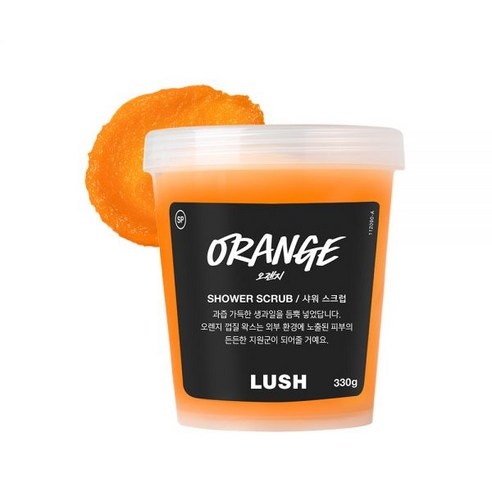 SP
112090-A
ORANGE
오렌지
SHOWER SCRUB / 샤워 스크럽
과즙 가득한 생과일을 듬뿍 넣었답니다.
오렌지 껍질 왁스는 외부 환경에 노출된 피부의
든든한 지원군이 되어줄 거예요.
LUSH
330g